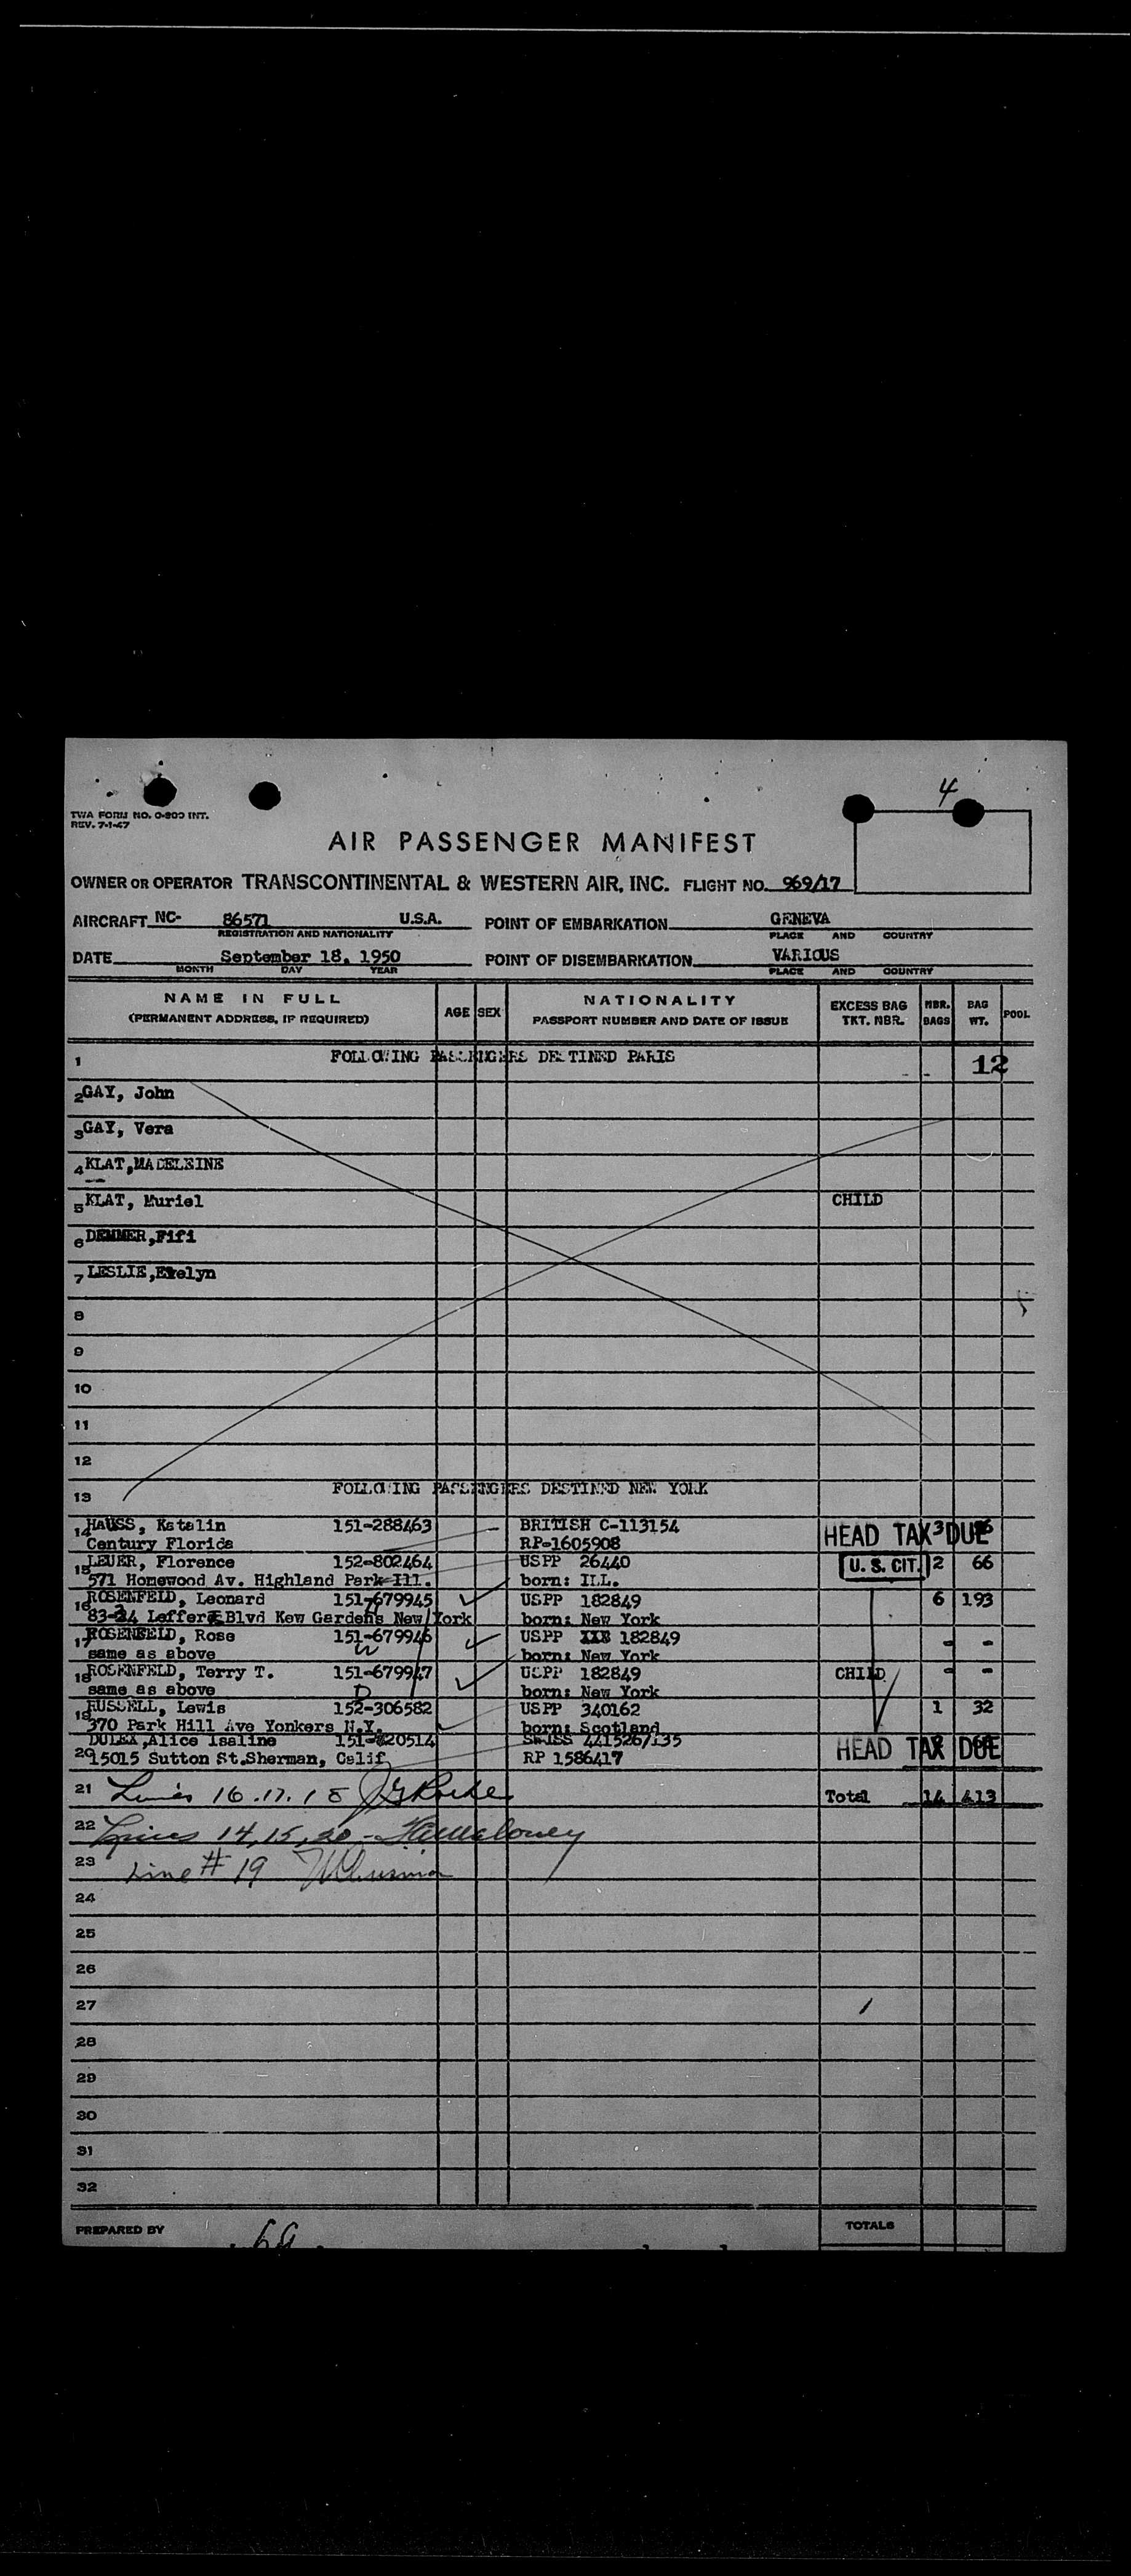 4
TWA FORM NO. 0-800 INT.
REV. 7-1-47
AIR PASSENGER MANIFEST
OWNER OR OPERATOR TRANSCONTINENTAL & WESTERN AIR, INC. FLIGHT NO. 969/17
AIRCRAFT NC- 86571 U.S.A. POINT OF EMBARKATION GENEVA
REGISTRATION AND NATIONALITY PLACE AND COUNTRY
DATE September 18, 1950 POINT OF DISEMBARKATION VARIOUS
MONTH DAY YEAR PLACE AND COUNTRY
NAME IN FULL AGE SEX NATIONALITY EXCESS BAG NBR. BAG POOL
(PERMANENT ADDRESS, IF REQUIRED) PASSPORT NUMBER AND DATE OF ISSUE TKT. NBR. BAGS WT.
1 FOLLOWING PASSENGERS DESTINED PARIS 12
2 GAY, John
3 GAY, Vera
4 KLAT,MADELEINE
5 KLAT, Muriel CHILD
6 DEMMER,Fifi
7 LESLIE,Evelyn
8
9
10
11
12
13 FOLLOWING PASSENGERS DESTINED NEW YORK
14 HAUSS, Katalin 151-288463 BRITISH C-113154 HEAD TAX DUE 3
Century Florida RP-1605908
15 LEUER, Florence 152-802464 USPP 26440 U. S. CIT. 2 66
571 Homewood Av. Highland Park Ill. born: ILL.
16 ROSENFELD, Leonard 151-679945 USPP 182849 6 193
Lefferts Blvd Kew Gardens New York born: New York
17 ROSENFELD, Rose 151-679946 USPP XXX 182849 - -
same as above W born: New York
18 ROSENFELD, Terry T. 151-679947 USPP 182849 CHILD - -
same as above D born: New York
19 RUSSELL, Lewis 152-306582 USPP 340162 1 32
370 Park Hill Ave Yonkers N.Y. born: Scotland
DULEX,Alice Isaline 151-820514 SWISS 4415267135 HEAD TAX DUE
20 15015 Sutton St.Sherman, Calif RP 1586417
21 Lines 16.17.18 Total 14 413
22 Lines 14,15,20 -
23 Line # 19
24
25
26
27
28
29
30
31
32
PREPARED BY TOTALS